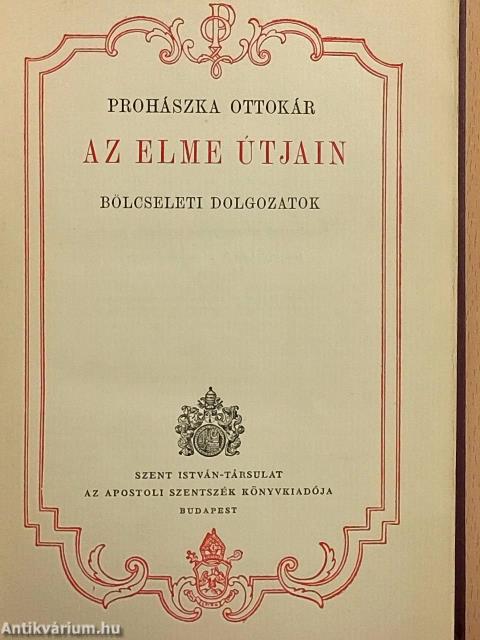 PROHÁSZKA OTTOKÁR
AZ ELME ÚTJAIN
BÖLCSELETI DOLGOZATOK
SZENT ISTVÁN-TÁRSULAT
AZ APOSTOLI SZENTSZÉK KÖNYVKIADÓJA
BUDAPEST
Antikvárium.hu